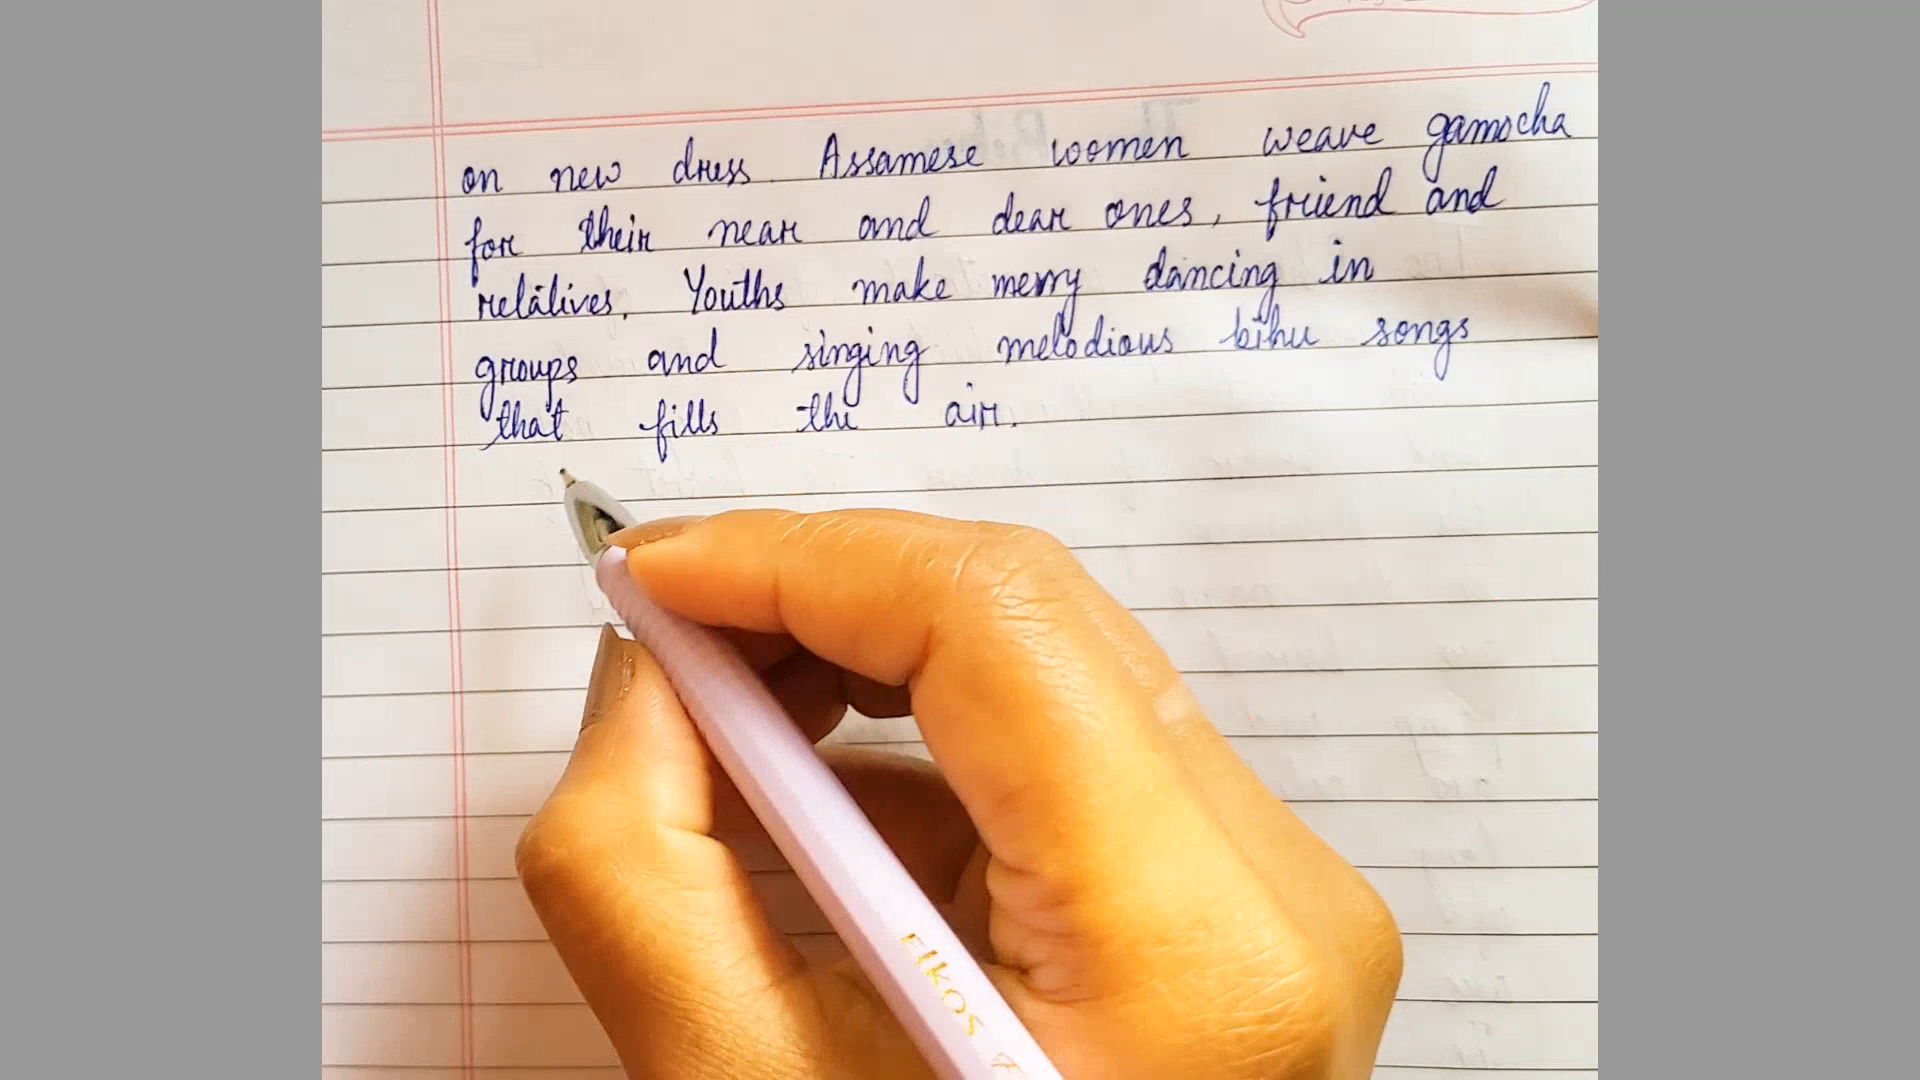 on new dress. Assamese women weave gamocha
for their near and dear ones, friend and
relatives. Youths make merry dancing in
groups and singing melodious bihu songs
that fills the air.
Elkos